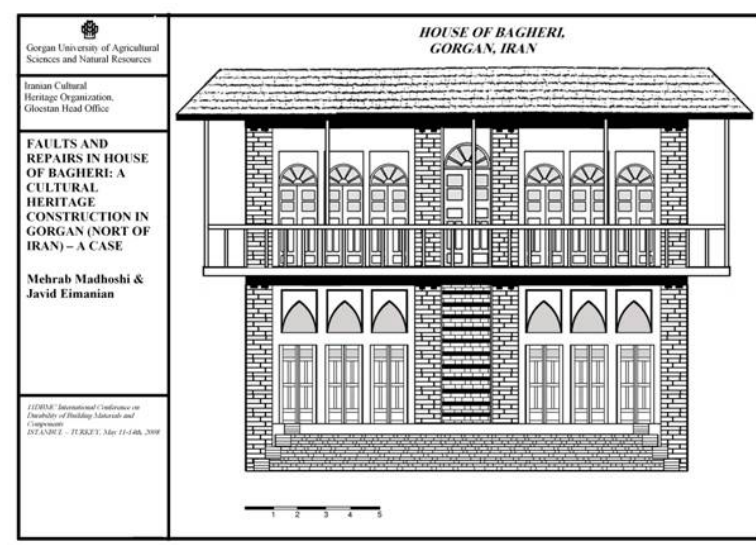 Gorgan University of Agricultural
Sciences and Natural Resources
Iranian Cultural
Heritage Organization,
Gloestan Head Office
FAULTS AND
REPAIRS IN HOUSE
OF BAGHERI: A
CULTURAL
HERITAGE
CONSTRUCTION IN
GORGAN (NORT OF
IRAN) – A CASE
Mehrab Madhoshi &
Javid Eimanian
11DBMC International Conference on
Durability of Building Materials and
Components
ISTANBUL – TURKEY, May 11-14th, 2008
HOUSE OF BAGHERI,
GORGAN, IRAN
1 2 3 4 5